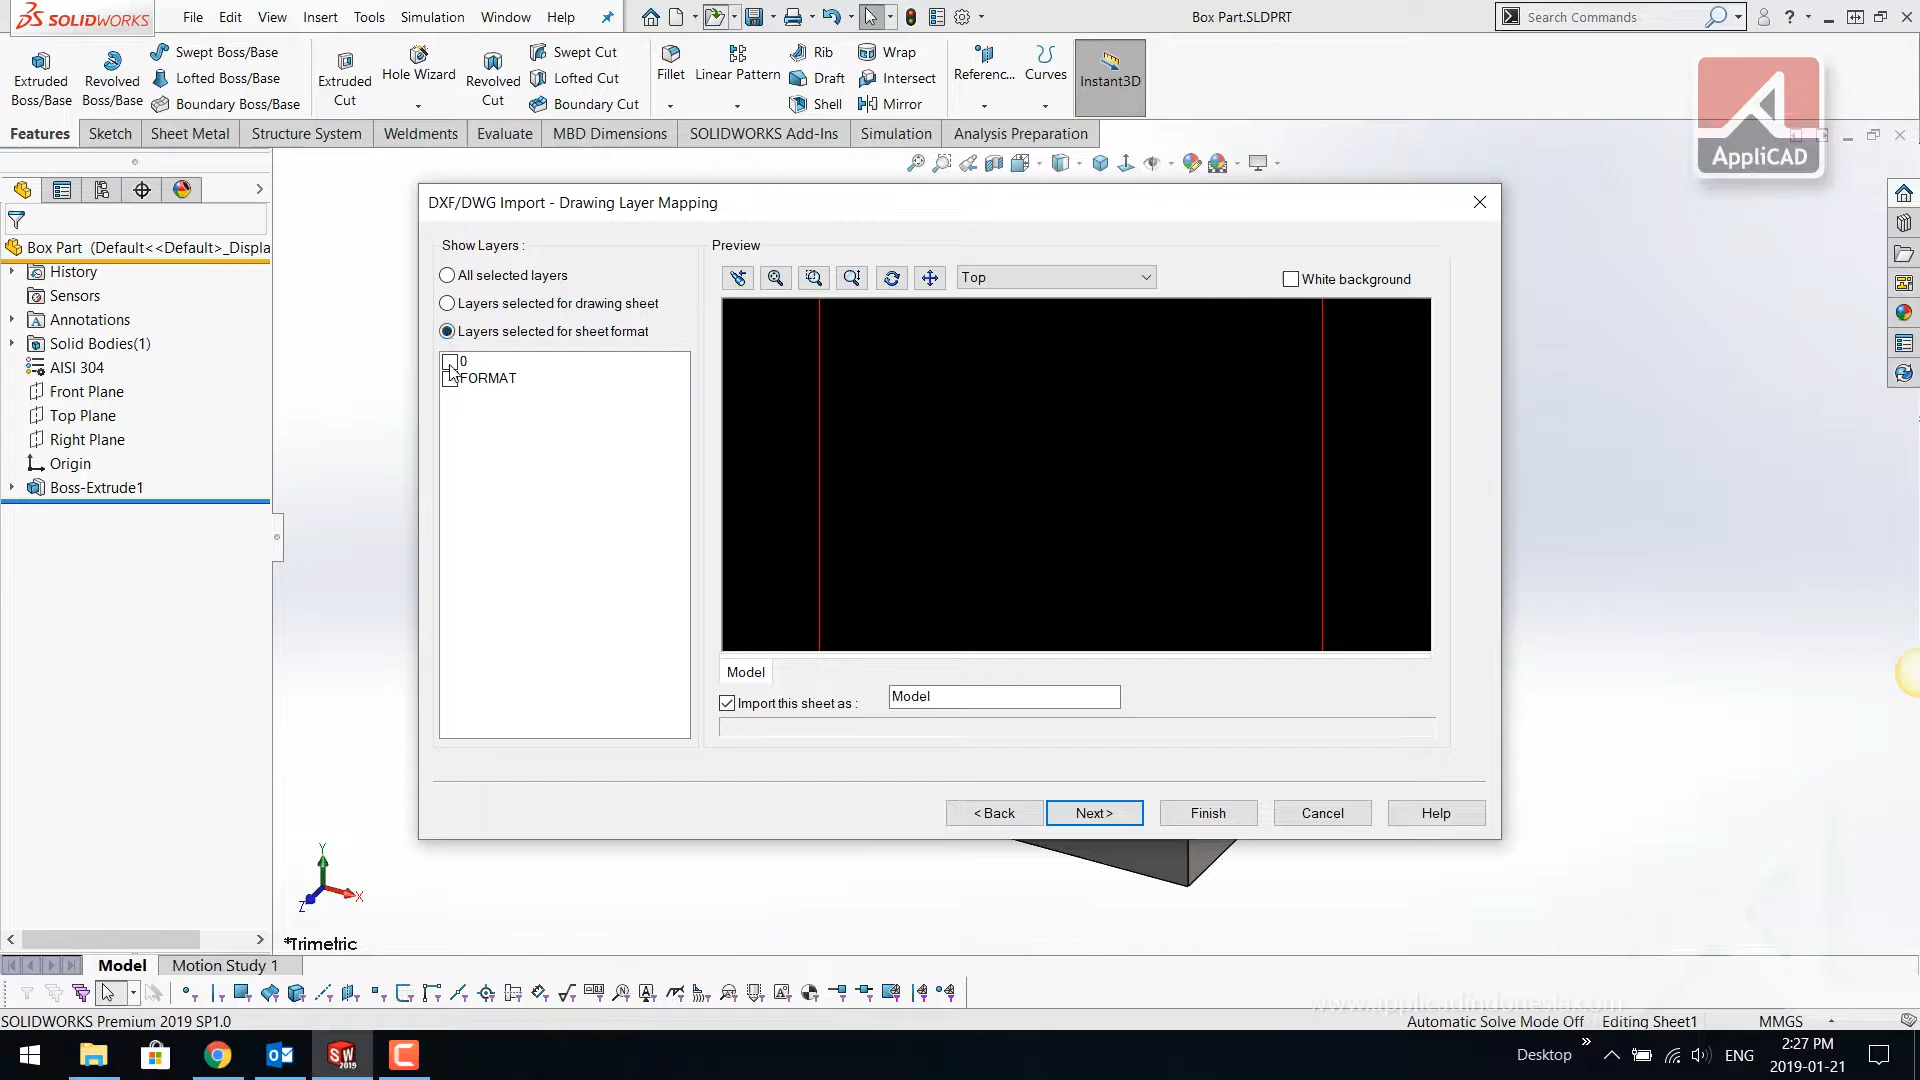 SOLIDWORKS
File Edit View Insert Tools Simulation Window Help
Box Part.SLDPRT
Search Commands
Extruded Boss/Base
Revolved Boss/Base
Swept Boss/Base
Lofted Boss/Base
Boundary Boss/Base
Extruded Cut
Hole Wizard
Revolved Cut
Swept Cut
Lofted Cut
Boundary Cut
Fillet
Linear Pattern
Rib
Draft
Shell
Wrap
Intersect
Mirror
Referenc...
Curves
Instant3D
Features Sketch Sheet Metal Structure System Weldments Evaluate MBD Dimensions SOLIDWORKS Add-Ins Simulation Analysis Preparation
AppliCAD
Box Part (Default<<Default>_Displa
History
Sensors
Annotations
Solid Bodies(1)
AISI 304
Front Plane
Top Plane
Right Plane
Origin
Boss-Extrude1
DXF/DWG Import - Drawing Layer Mapping
Show Layers :
All selected layers
Layers selected for drawing sheet
Layers selected for sheet format
0
FORMAT
Preview
Top
White background
Model
Import this sheet as :
Model
< Back
Next >
Finish
Cancel
Help
Y
X
Z
*Trimetric
Model Motion Study 1
www.applicadindonesia.com
SOLIDWORKS Premium 2019 SP1.0
Automatic Solve Mode Off
Editing Sheet1
MMGS
SW
2019
Desktop
ENG
2:27 PM
2019-01-21